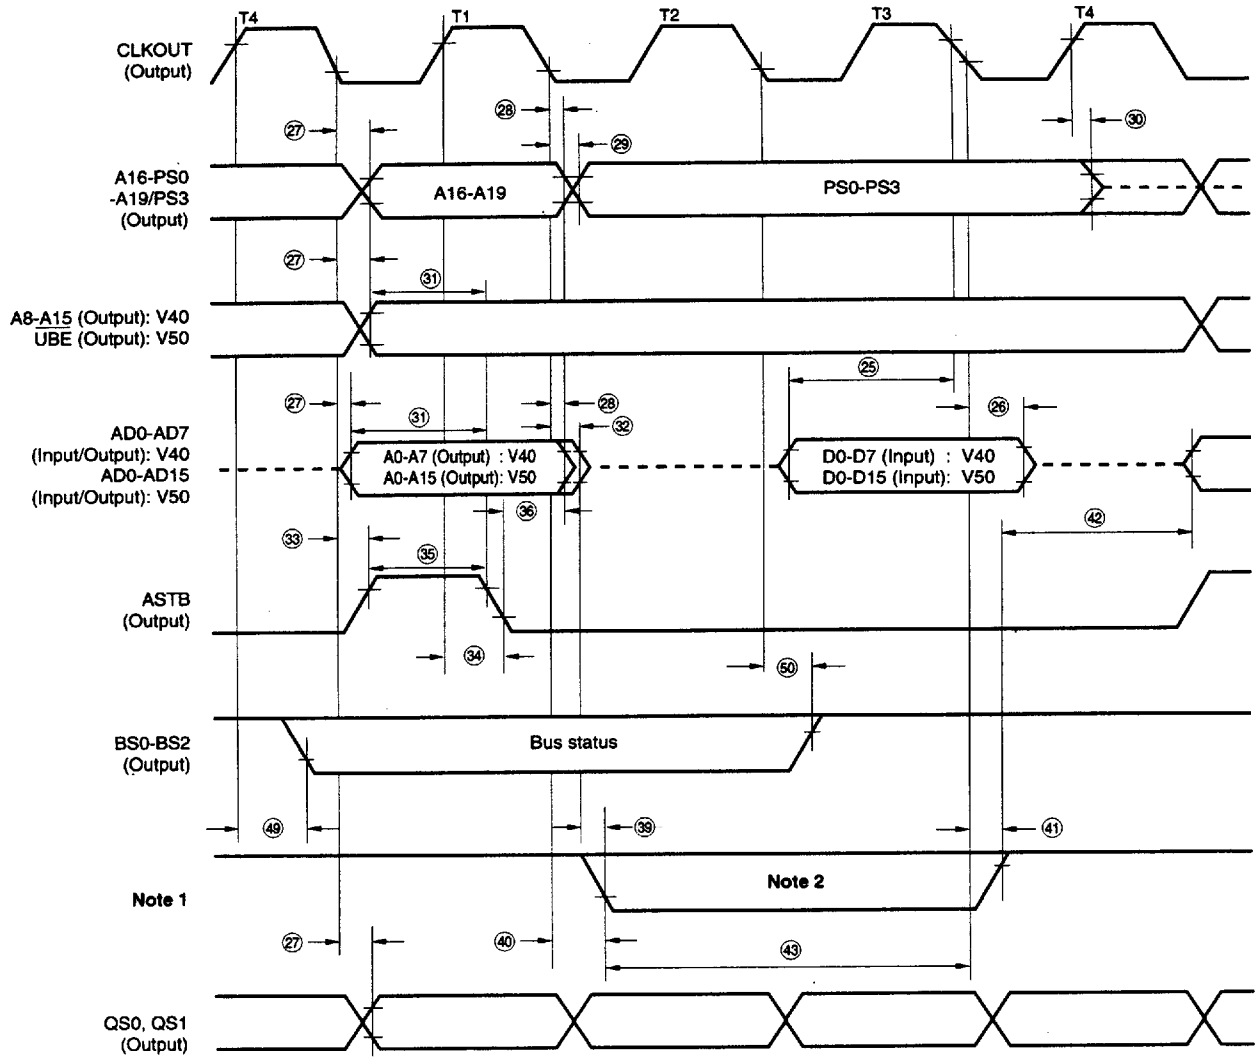 T4
T1
T2
T3
T4
CLKOUT
(Output)
㉘
㉗
㉙
㉚
A16-PS0
-A19/PS3
(Output)
A16-A19
PS0-PS3
㉗
㉛
A8-A15 (Output): V40
UBE (Output): V50
㉕
㉗
㉛
㉘
㉖
㉜
AD0-AD7
(Input/Output): V40
AD0-AD15
(Input/Output): V50
A0-A7 (Output) : V40
A0-A15 (Output): V50
D0-D7 (Input) : V40
D0-D15 (Input): V50
㊱
㊷
㉝
㉟
ASTB
(Output)
㉞
㊿
BS0-BS2
(Output)
Bus status
㊾
㊴
㊶
Note 1
Note 2
㉗
㊵
㊸
QS0, QS1
(Output)